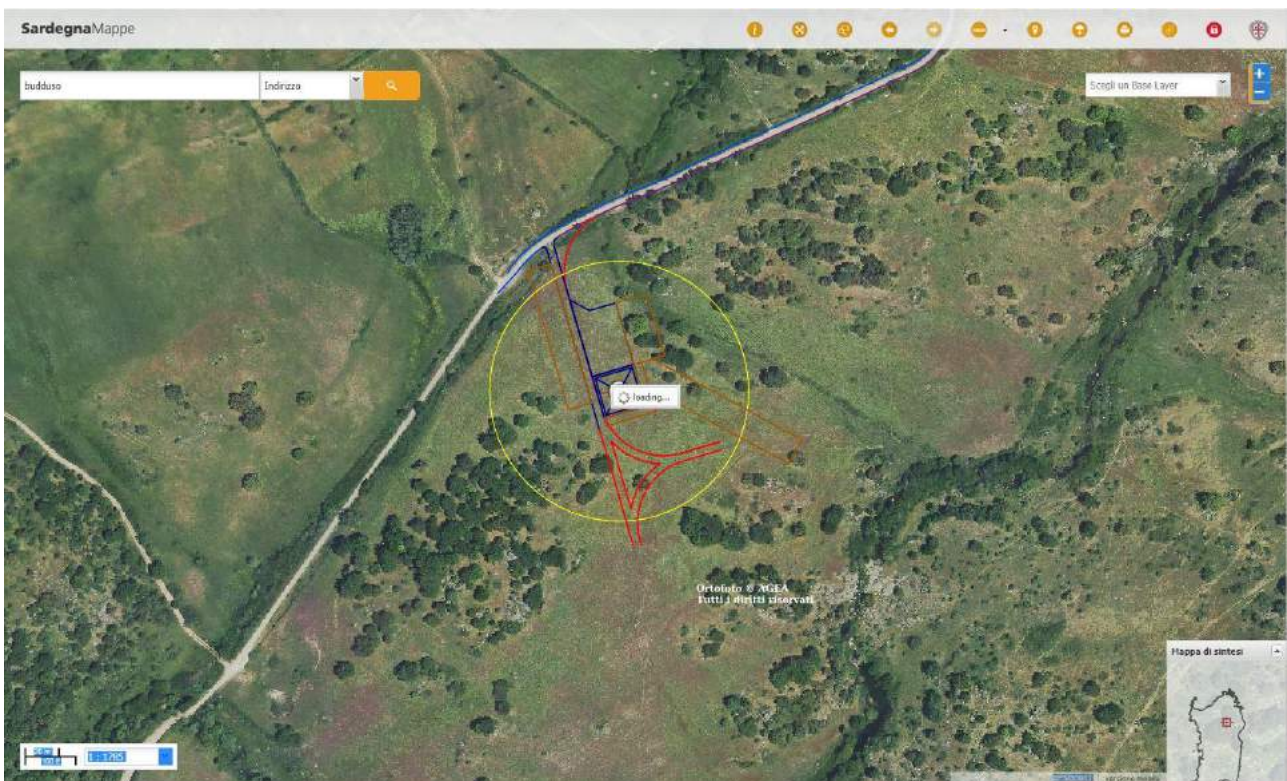 SardegnaMappe
budduso
Indirizzo
Scegli un Base Layer
+
−
loading...
Ortofoto © AGEA
Tutti i diritti riservati
Mappa di sintesi
1 : 1785